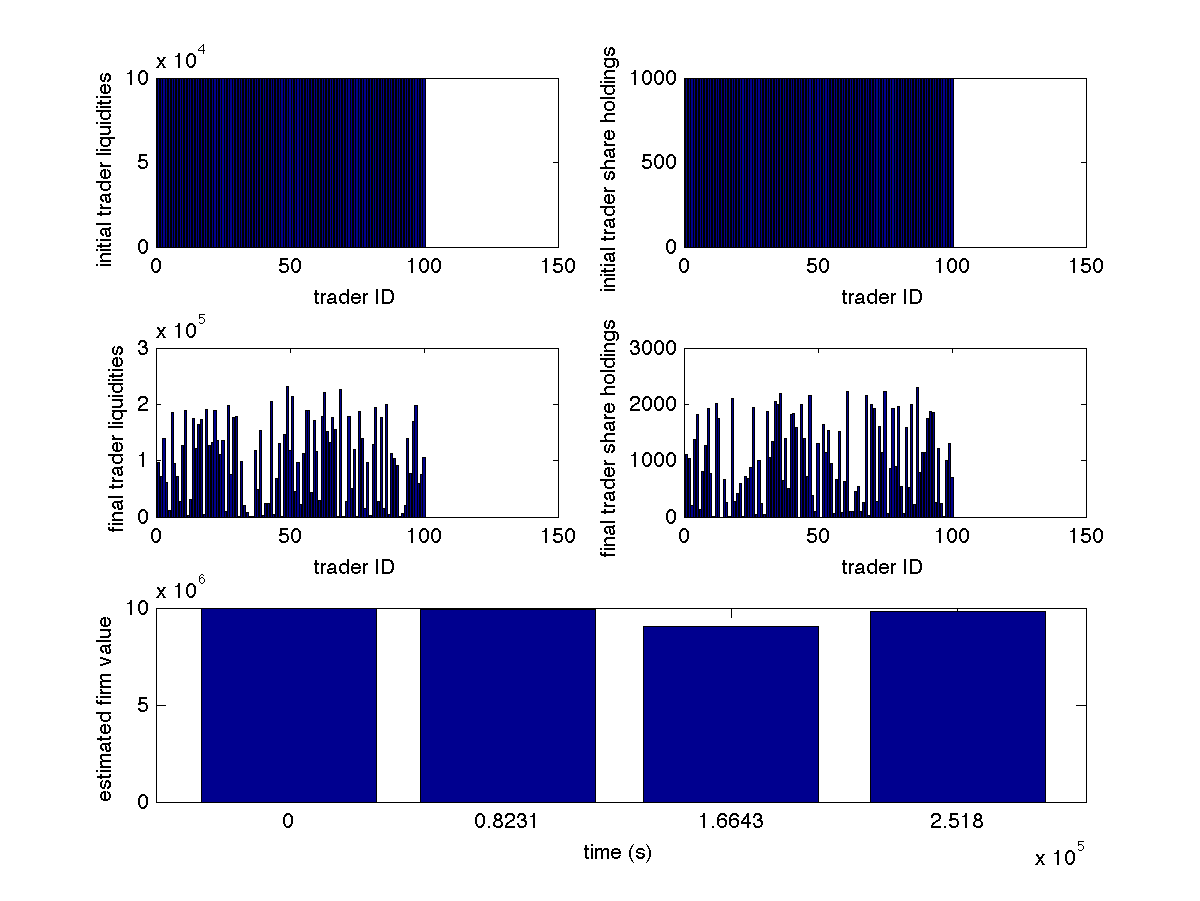 x 10^4
10
5
0
initial trader liquidities
0 50 100 150
trader ID
1000
500
0
initial trader share holdings
0 50 100 150
trader ID
x 10^5
3
2
1
0
final trader liquidities
0 50 100 150
trader ID
3000
2000
1000
0
final trader share holdings
0 50 100 150
trader ID
x 10^6
10
5
0
estimated firm value
0 0.8231 1.6643 2.518
time (s)
x 10^5